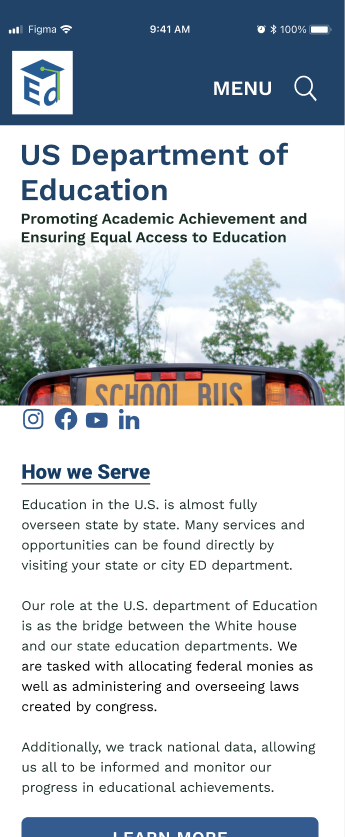 Figma 9:41 AM 100%
Ed MENU
US Department of
Education
Promoting Academic Achievement and
Ensuring Equal Access to Education
SCHOOL BUS
How we Serve
Education in the U.S. is almost fully
overseen state by state. Many services and
opportunities can be found directly by
visiting your state or city ED department.
Our role at the U.S. department of Education
is as the bridge between the White house
and our state education departments. We
are tasked with allocating federal monies as
well as administering and overseeing laws
created by congress.
Additionally, we track national data, allowing
us all to be informed and monitor our
progress in educational achievements.
LEARN MORE